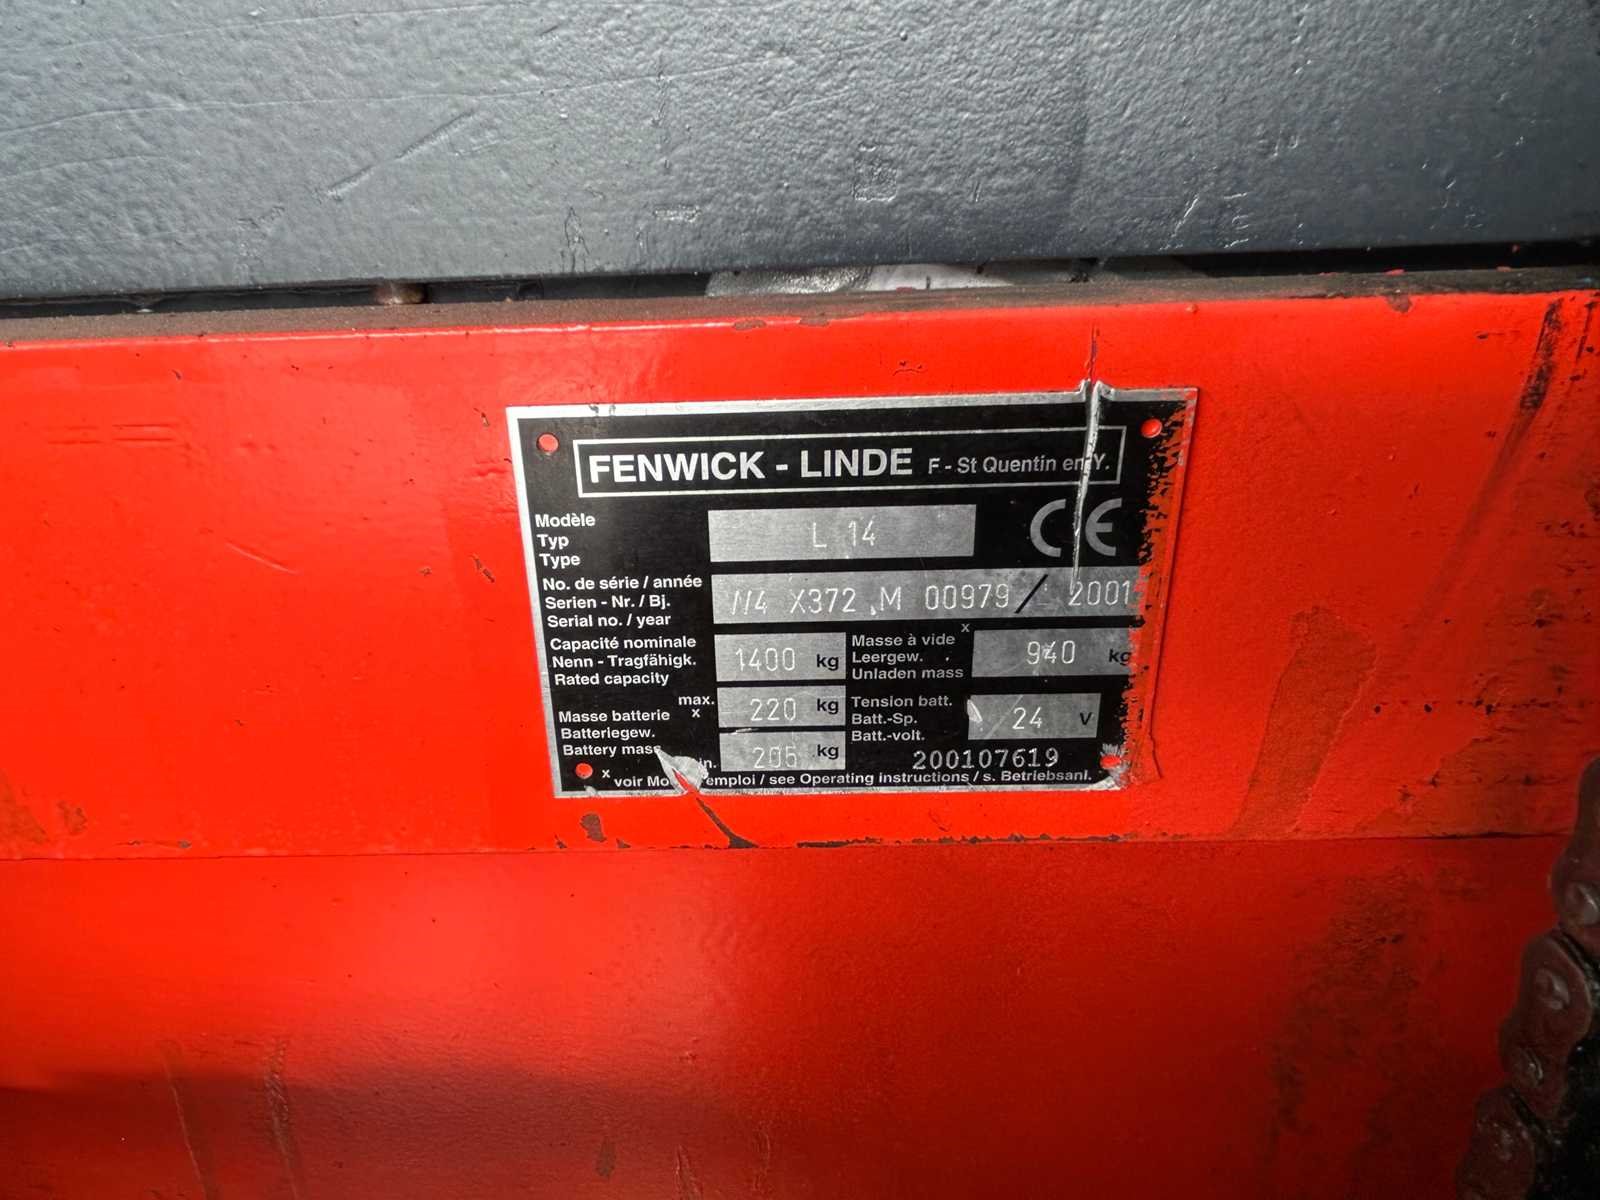 FENWICK - LINDE F - St Quentin en Y.
Modèle
Typ
Type
L 14
CE
No. de série / année
Serien - Nr. / Bj.
Serial no. / year
X372 M 00979 / 2001
Capacité nominale
Nenn - Tragfähigk.
Rated capacity
1400 kg
Masse à vide x
Leergew.
Unladen mass
940 kg
Masse batterie x
Batteriegew.
Battery mass
max. 220 kg
205 kg
Tension batt.
Batt.-Sp.
Batt.-volt.
24 V
200107619
x voir d'emploi / see Operating instructions / s. Betriebsanl.